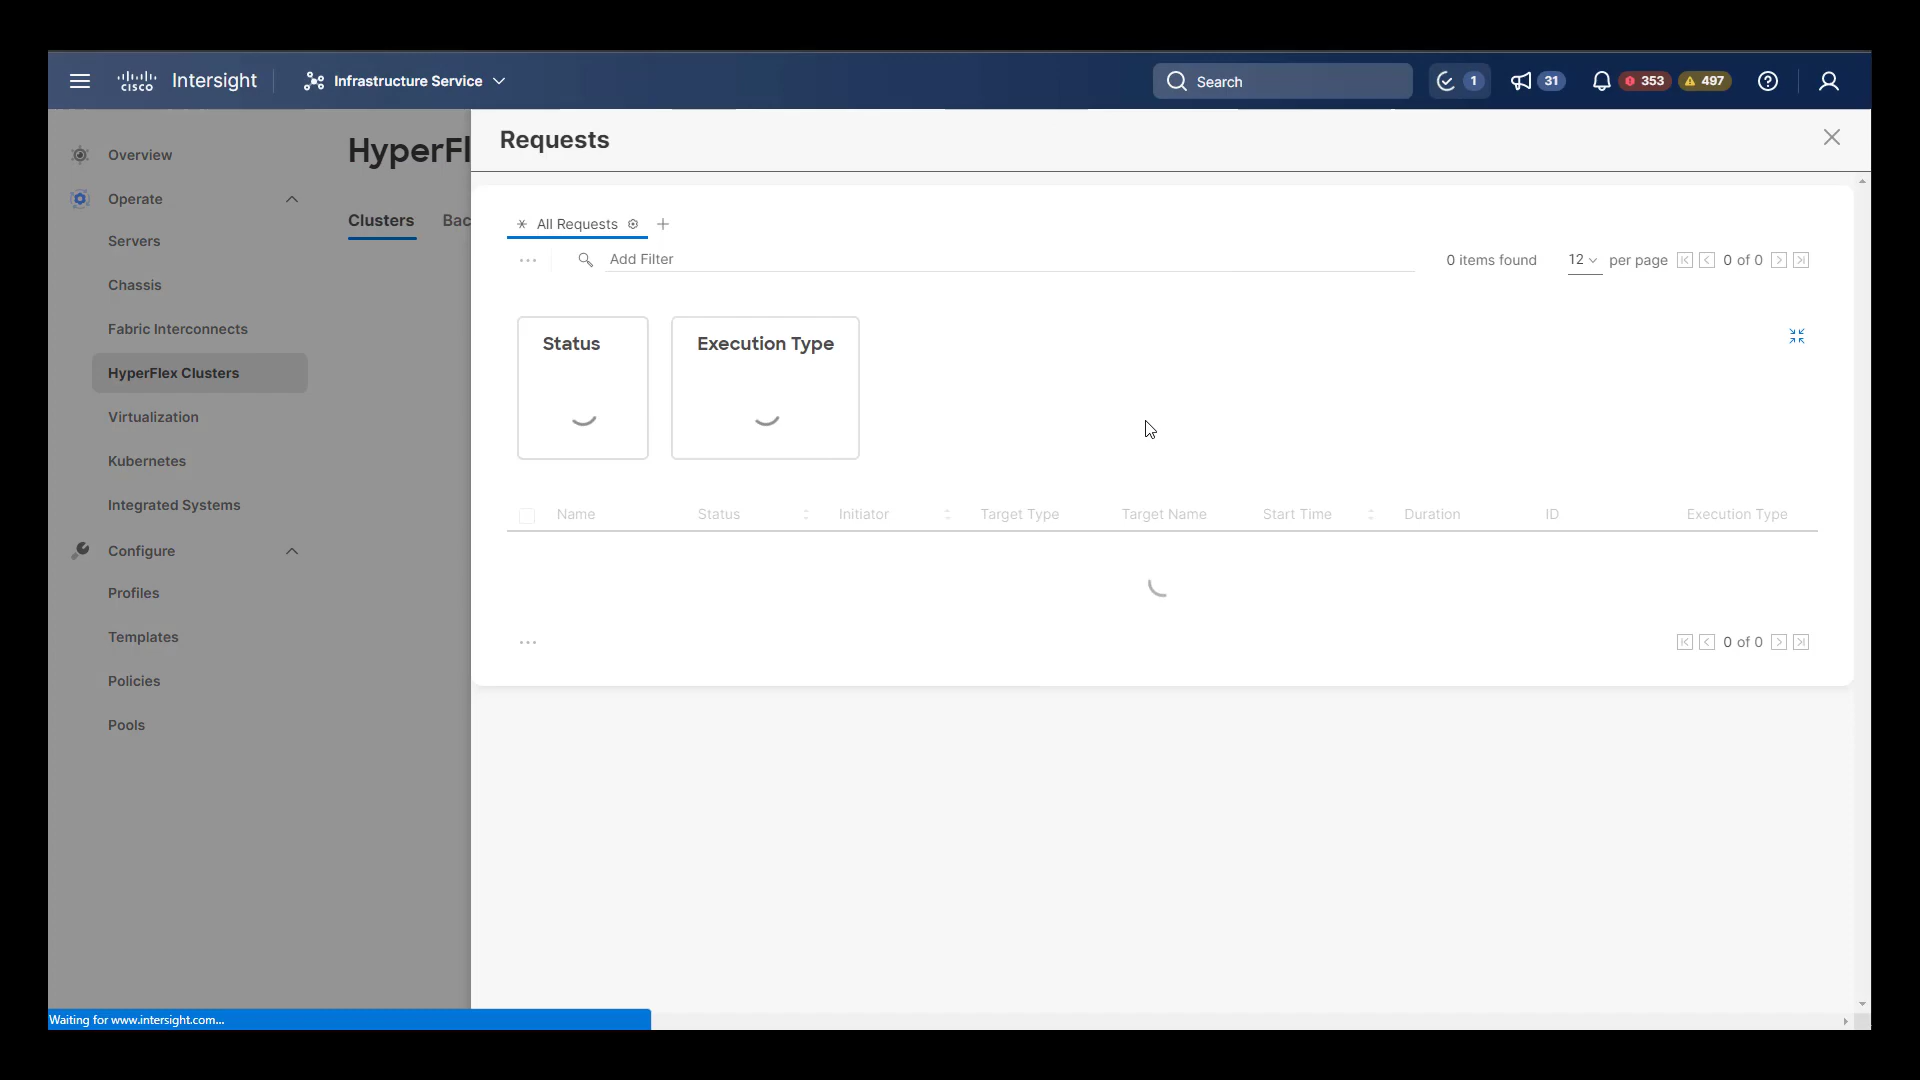 cisco Intersight Infrastructure Service Search 1 31 353 497
Overview
Operate
Servers
Chassis
Fabric Interconnects
HyperFlex Clusters
Virtualization
Kubernetes
Integrated Systems
Configure
Profiles
Templates
Policies
Pools
HyperFl
Clusters Bac
Requests
All Requests
Add Filter 0 items found 12 per page 0 of 0
Status Execution Type
Name Status Initiator Target Type Target Name Start Time Duration ID Execution Type
0 of 0
Waiting for www.intersight.com...